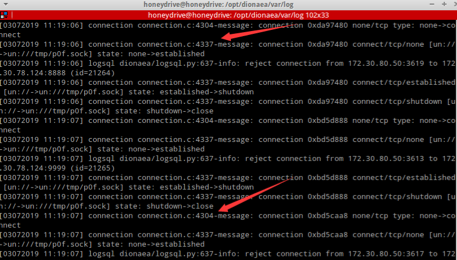 honeydrive@honeydrive: /opt/dionaea/var/log
honeydrive@honeydrive: /opt/dionaea/var/log 102x33
[03072019 11:19:06] connection connection.c:4304-message: connection 0xda97480 none/tcp type: none->co
nnect
[03072019 11:19:06] connection connection.c:4337-message: connection 0xda97480 connect/tcp/none [un://
->un:///tmp/p0f.sock] state: none->established
[03072019 11:19:06] logsql dionaea/logsql.py:637-info: reject connection from 172.30.80.50:3619 to 172
.30.78.124:8888 (id=21264)
[03072019 11:19:06] connection connection.c:4337-message: connection 0xda97480 connect/tcp/established
[un://->un:///tmp/p0f.sock] state: established->shutdown
[03072019 11:19:06] connection connection.c:4337-message: connection 0xda97480 connect/tcp/shutdown [u
n://->un:///tmp/p0f.sock] state: shutdown->close
[03072019 11:19:07] connection connection.c:4304-message: connection 0xbd5d888 none/tcp type: none->co
nnect
[03072019 11:19:07] connection connection.c:4337-message: connection 0xbd5d888 connect/tcp/none [un://
->un:///tmp/p0f.sock] state: none->established
[03072019 11:19:07] logsql dionaea/logsql.py:637-info: reject connection from 172.30.80.50:3613 to 172
.30.78.124:9999 (id=21265)
[03072019 11:19:07] connection connection.c:4337-message: connection 0xbd5d888 connect/tcp/established
[un://->un:///tmp/p0f.sock] state: established->shutdown
[03072019 11:19:07] connection connection.c:4337-message: connection 0xbd5d888 connect/tcp/shutdown [u
n://->un:///tmp/p0f.sock] state: shutdown->close
[03072019 11:19:07] connection connection.c:4304-message: connection 0xbd5caa8 none/tcp type: none->co
nnect
[03072019 11:19:07] connection connection.c:4337-message: connection 0xbd5caa8 connect/tcp/none [un://
->un:///tmp/p0f.sock] state: none->established
[03072019 11:19:07] logsql dionaea/logsql.py:637-info: reject connection from 172.30.80.50:3617 to 172